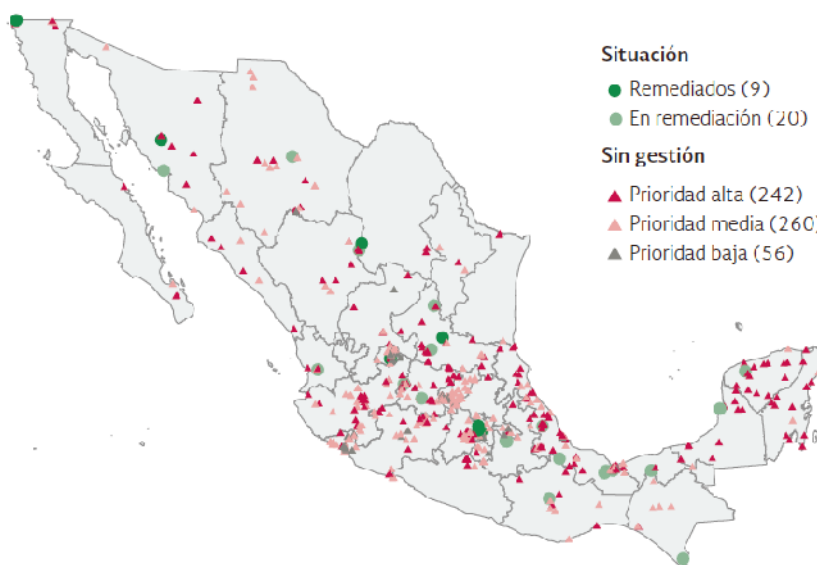 Situación
Remediados (9)
En remediación (20)
Sin gestión
Prioridad alta (242)
Prioridad media (260)
Prioridad baja (56)